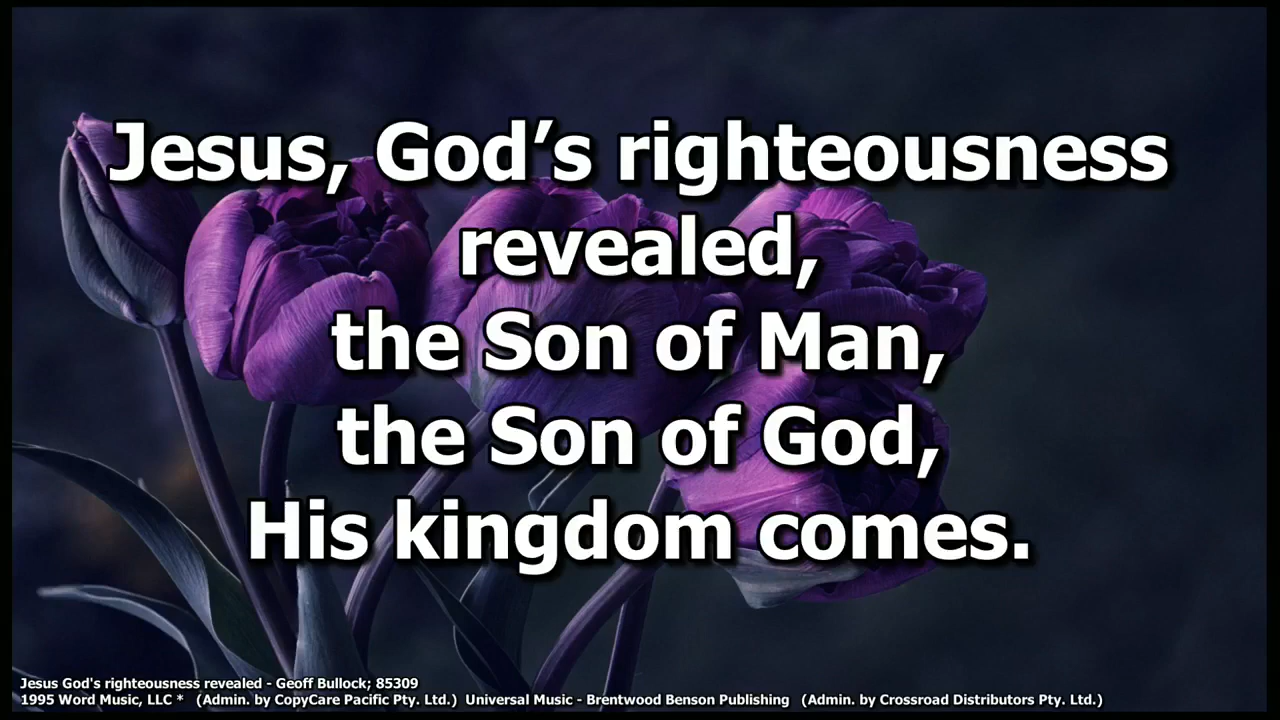 Jesus, God’s righteousness
revealed,
the Son of Man,
the Son of God,
His kingdom comes.
Jesus God's righteousness revealed - Geoff Bullock; 85309
1995 Word Music, LLC * (Admin. by CopyCare Pacific Pty. Ltd.) Universal Music - Brentwood Benson Publishing (Admin. by Crossroad Distributors Pty. Ltd.)